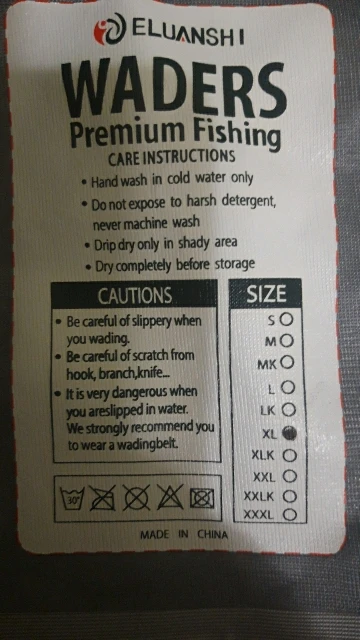 ELUANSHI
WADERS
Premium Fishing
CARE INSTRUCTIONS
• Hand wash in cold water only
• Do not expose to harsh detergent,
never machine wash
• Drip dry only in shady area
• Dry completely before storage
CAUTIONS
• Be careful of slippery when
you wading.
• Be careful of scratch from
hook, branch,knife...
• It is very dangerous when
you areslipped in water.
We strongly recommend you
to wear a wadingbelt.
SIZE
S
M
MK
L
LK
XL
XLK
XXL
XXLK
XXXL
30°
MADE IN CHINA